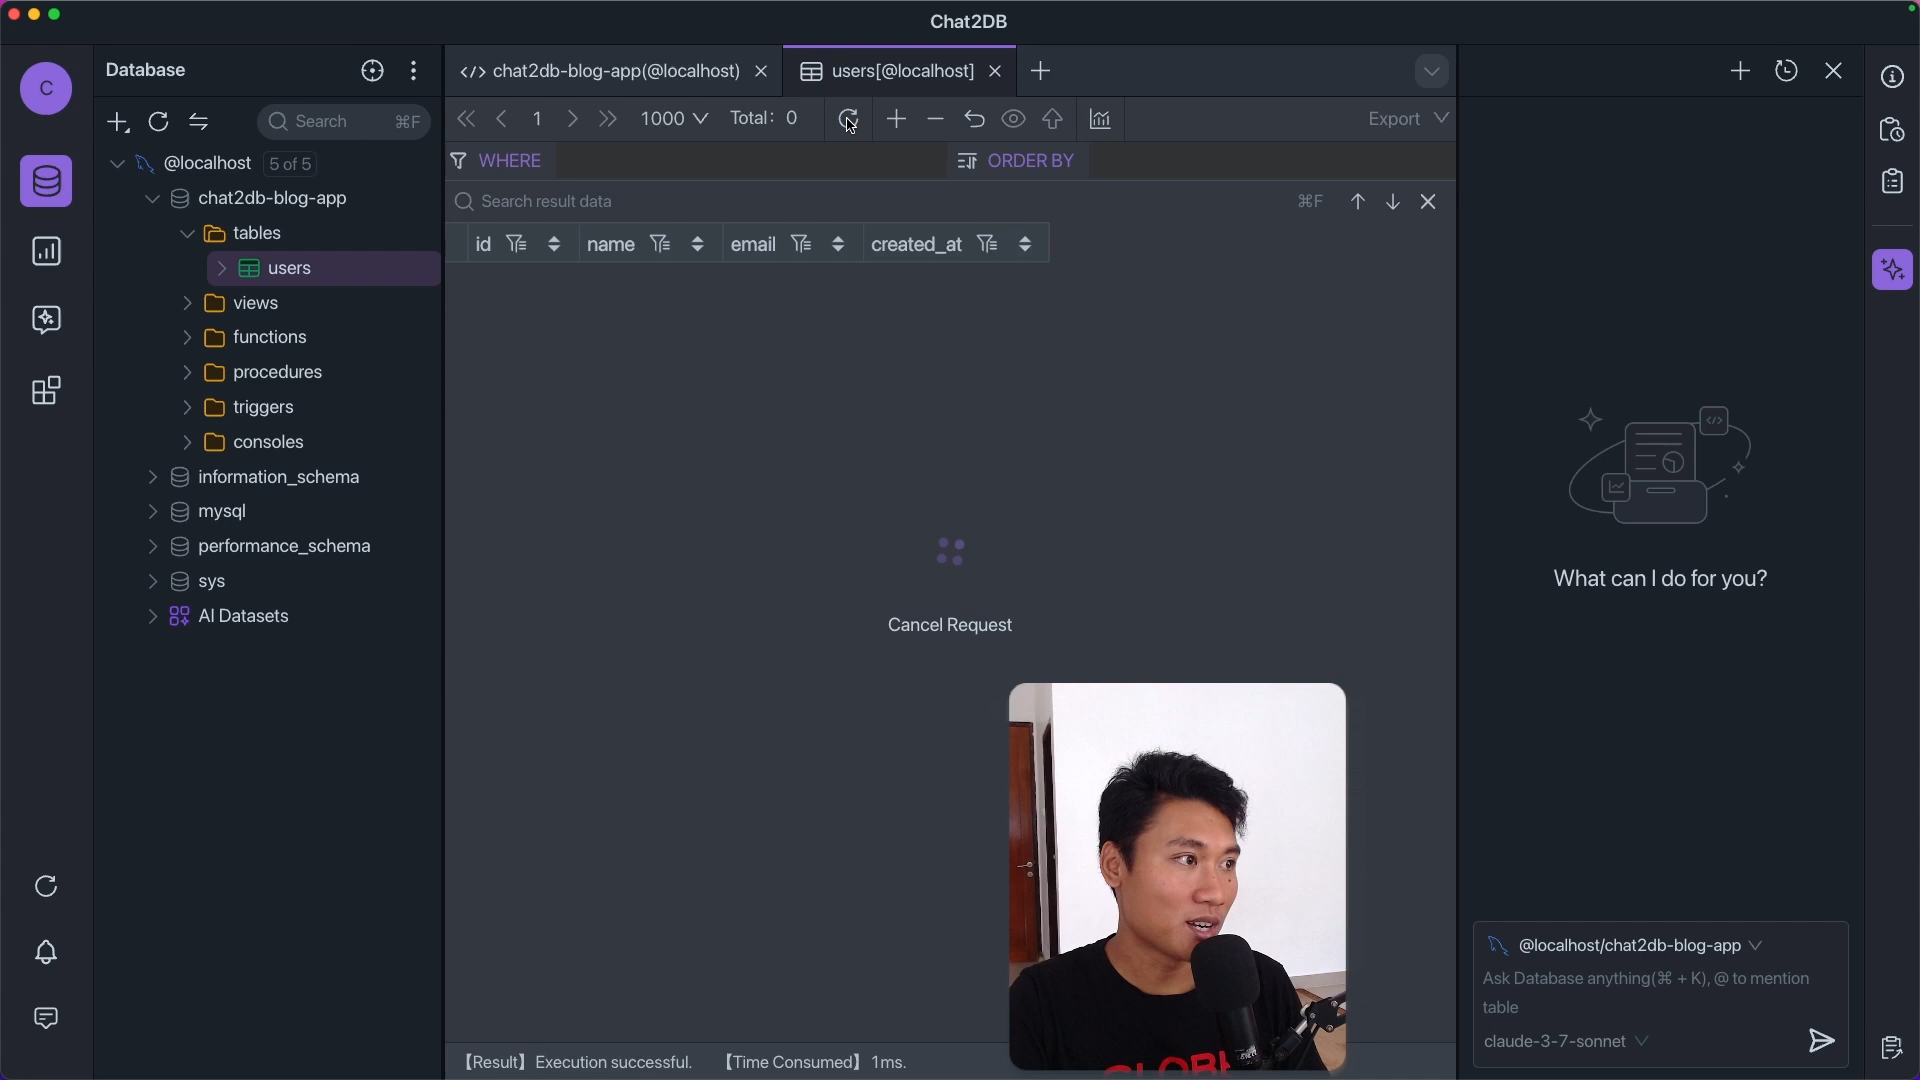 Chat2DB
C
Database
Search ⌘F
@localhost 5 of 5
chat2db-blog-app
tables
users
views
functions
procedures
triggers
consoles
information_schema
mysql
performance_schema
sys
AI Datasets
</> chat2db-blog-app(@localhost)
users[@localhost]
1
1000
Total: 0
Export
WHERE
ORDER BY
Search result data ⌘F
id name email created_at
Cancel Request
【Result】Execution successful. 【Time Consumed】1ms.
What can I do for you?
@localhost/chat2db-blog-app
Ask Database anything(⌘ + K), @ to mention
table
claude-3-7-sonnet